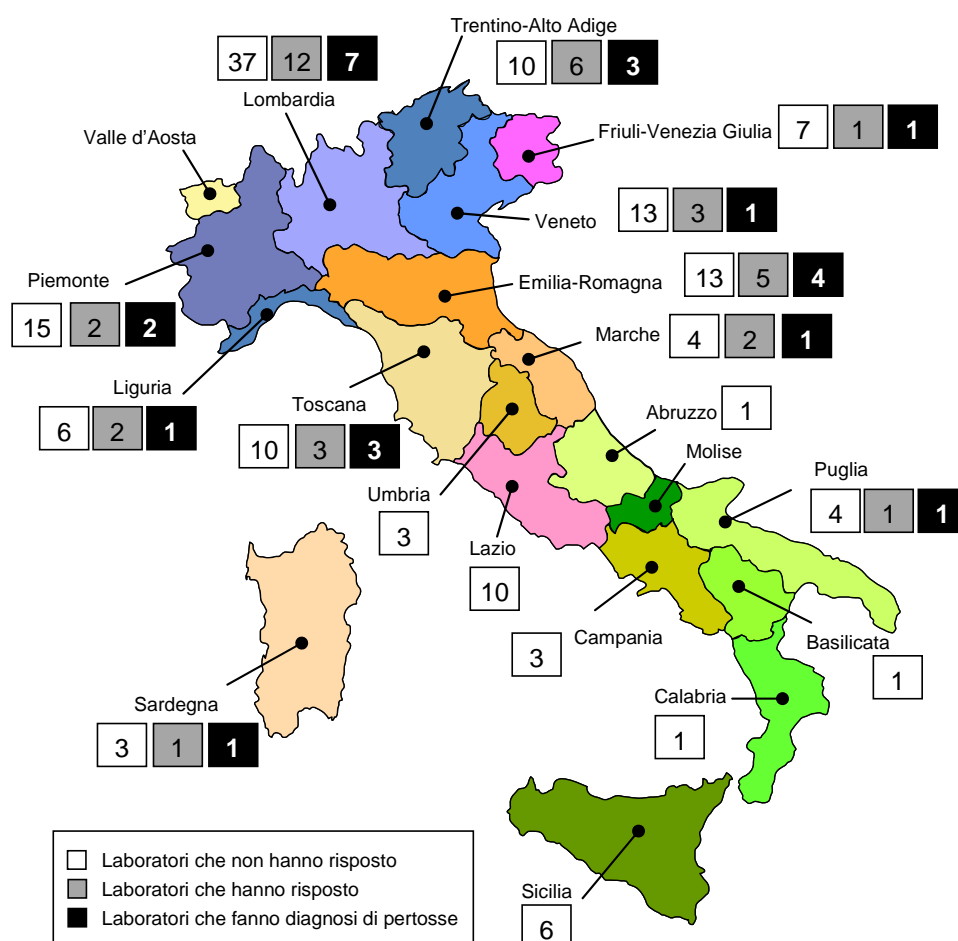 Trentino-Alto Adige
37 12 7
10 6 3
Lombardia
Valle d'Aosta
Friuli-Venezia Giulia
7 1 1
Veneto
13 3 1
Piemonte
15 2 2
Emilia-Romagna
13 5 4
Marche
4 2 1
Liguria
6 2 1
Toscana
10 3 3
Abruzzo
1
Molise
Puglia
4 1 1
Umbria
3
Lazio
10
Campania
3
Basilicata
1
Calabria
1
Sardegna
3 1 1
Sicilia
6
Laboratori che non hanno risposto
Laboratori che hanno risposto
Laboratori che fanno diagnosi di pertosse